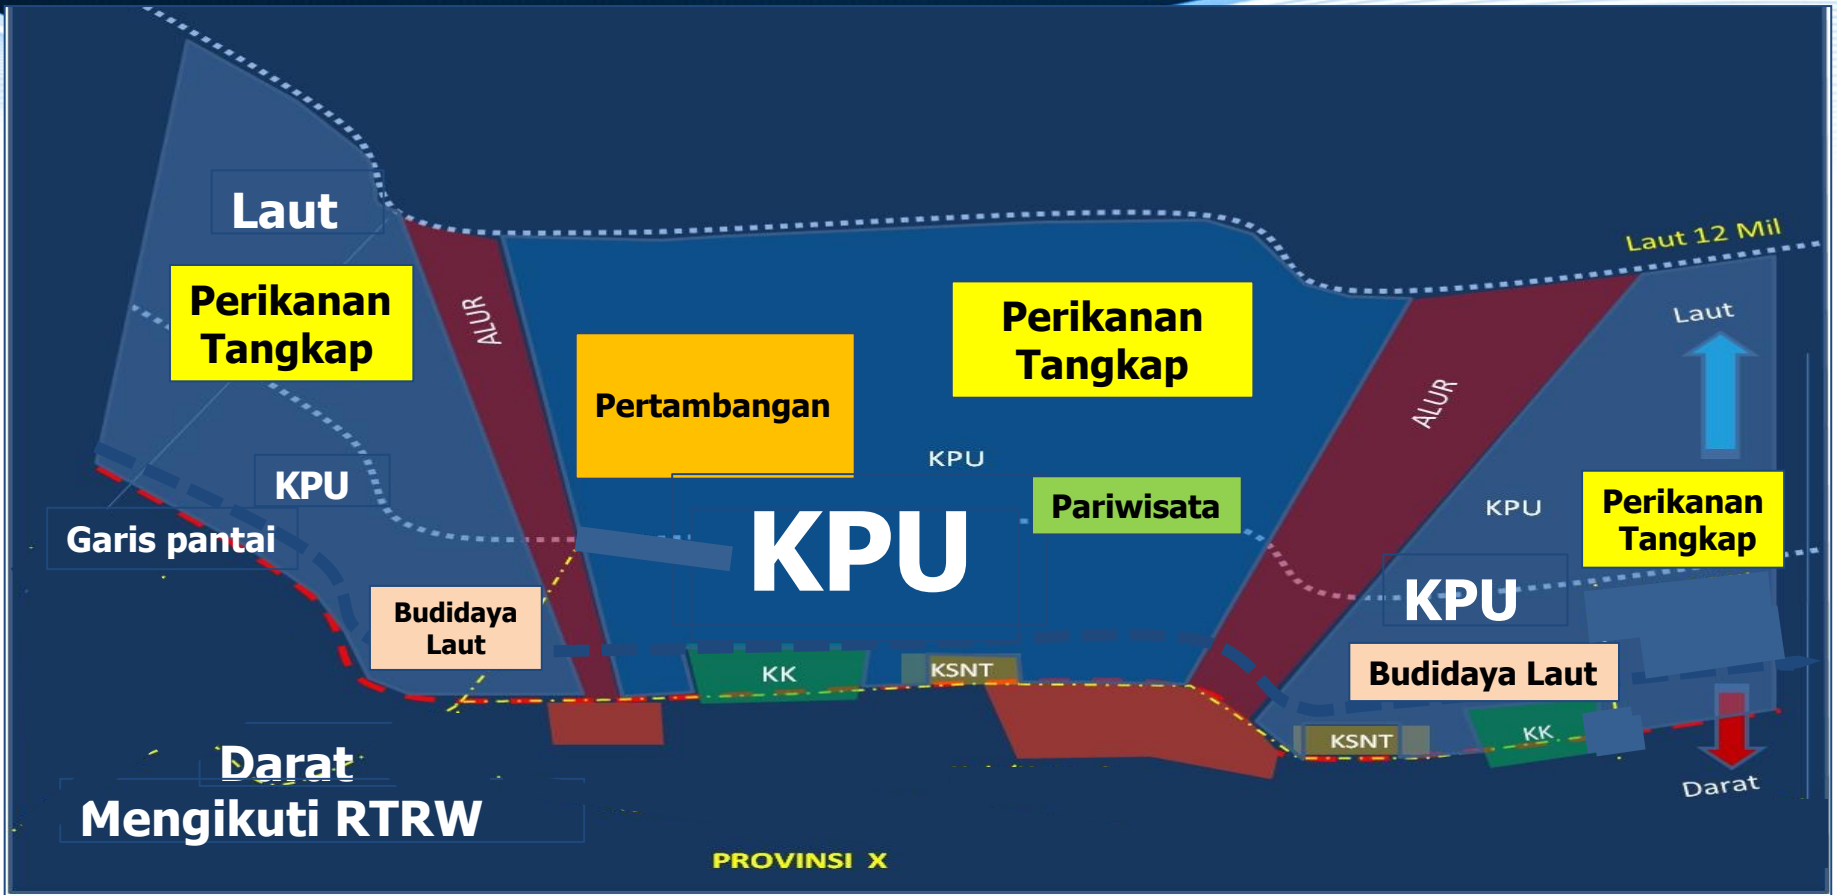 Laut
Laut 12 Mil
Perikanan
Tangkap
ALUR
Perikanan
Tangkap
Laut
Pertambangan
ALUR
KPU
KPU
Pariwisata
KPU
Perikanan
Tangkap
Garis pantai
KPU
KPU
Budidaya
Laut
KK
KSNT
Budidaya Laut
KSNT
KK
Darat
Darat
Mengikuti RTRW
PROVINSI X